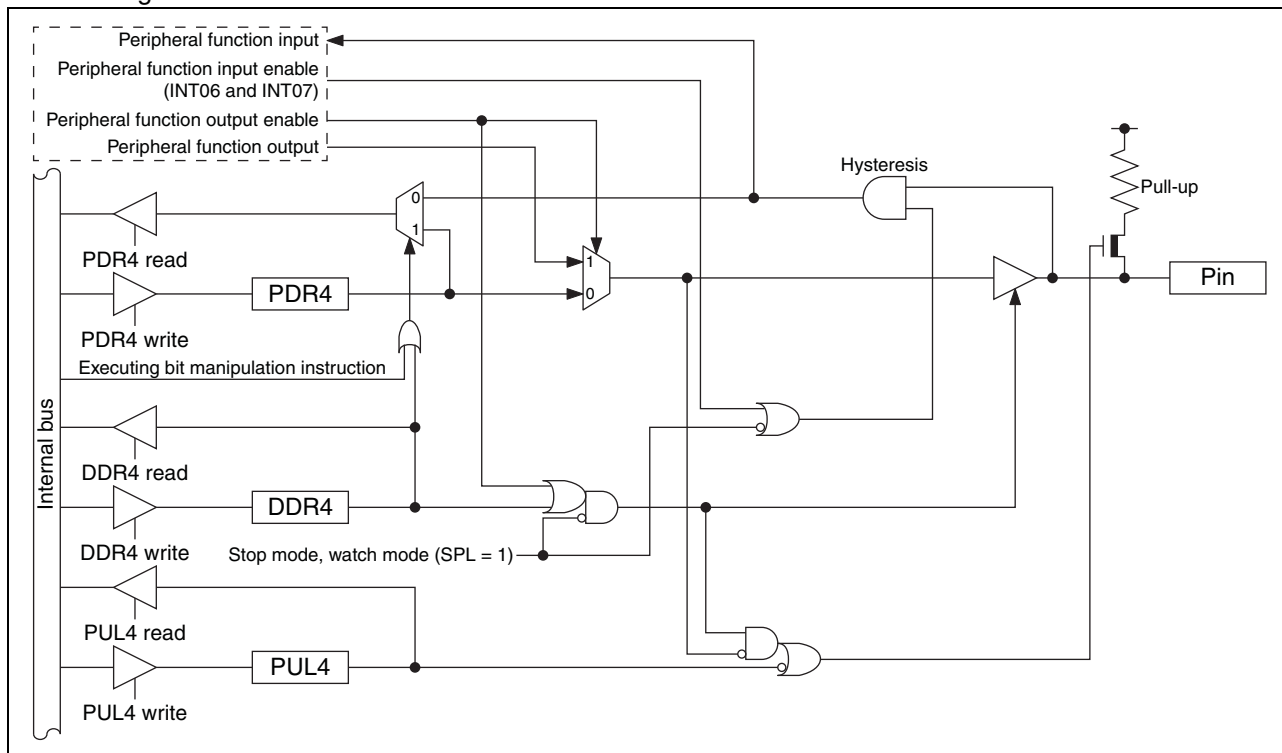 Peripheral function input
Peripheral function input enable
(INT06 and INT07)
Peripheral function output enable
Peripheral function output
Hysteresis
Pull-up
0
1
PDR4 read
1
0
PDR4
Pin
PDR4 write
Executing bit manipulation instruction
Internal bus
DDR4 read
DDR4
DDR4 write
Stop mode, watch mode (SPL = 1)
PUL4 read
PUL4
PUL4 write